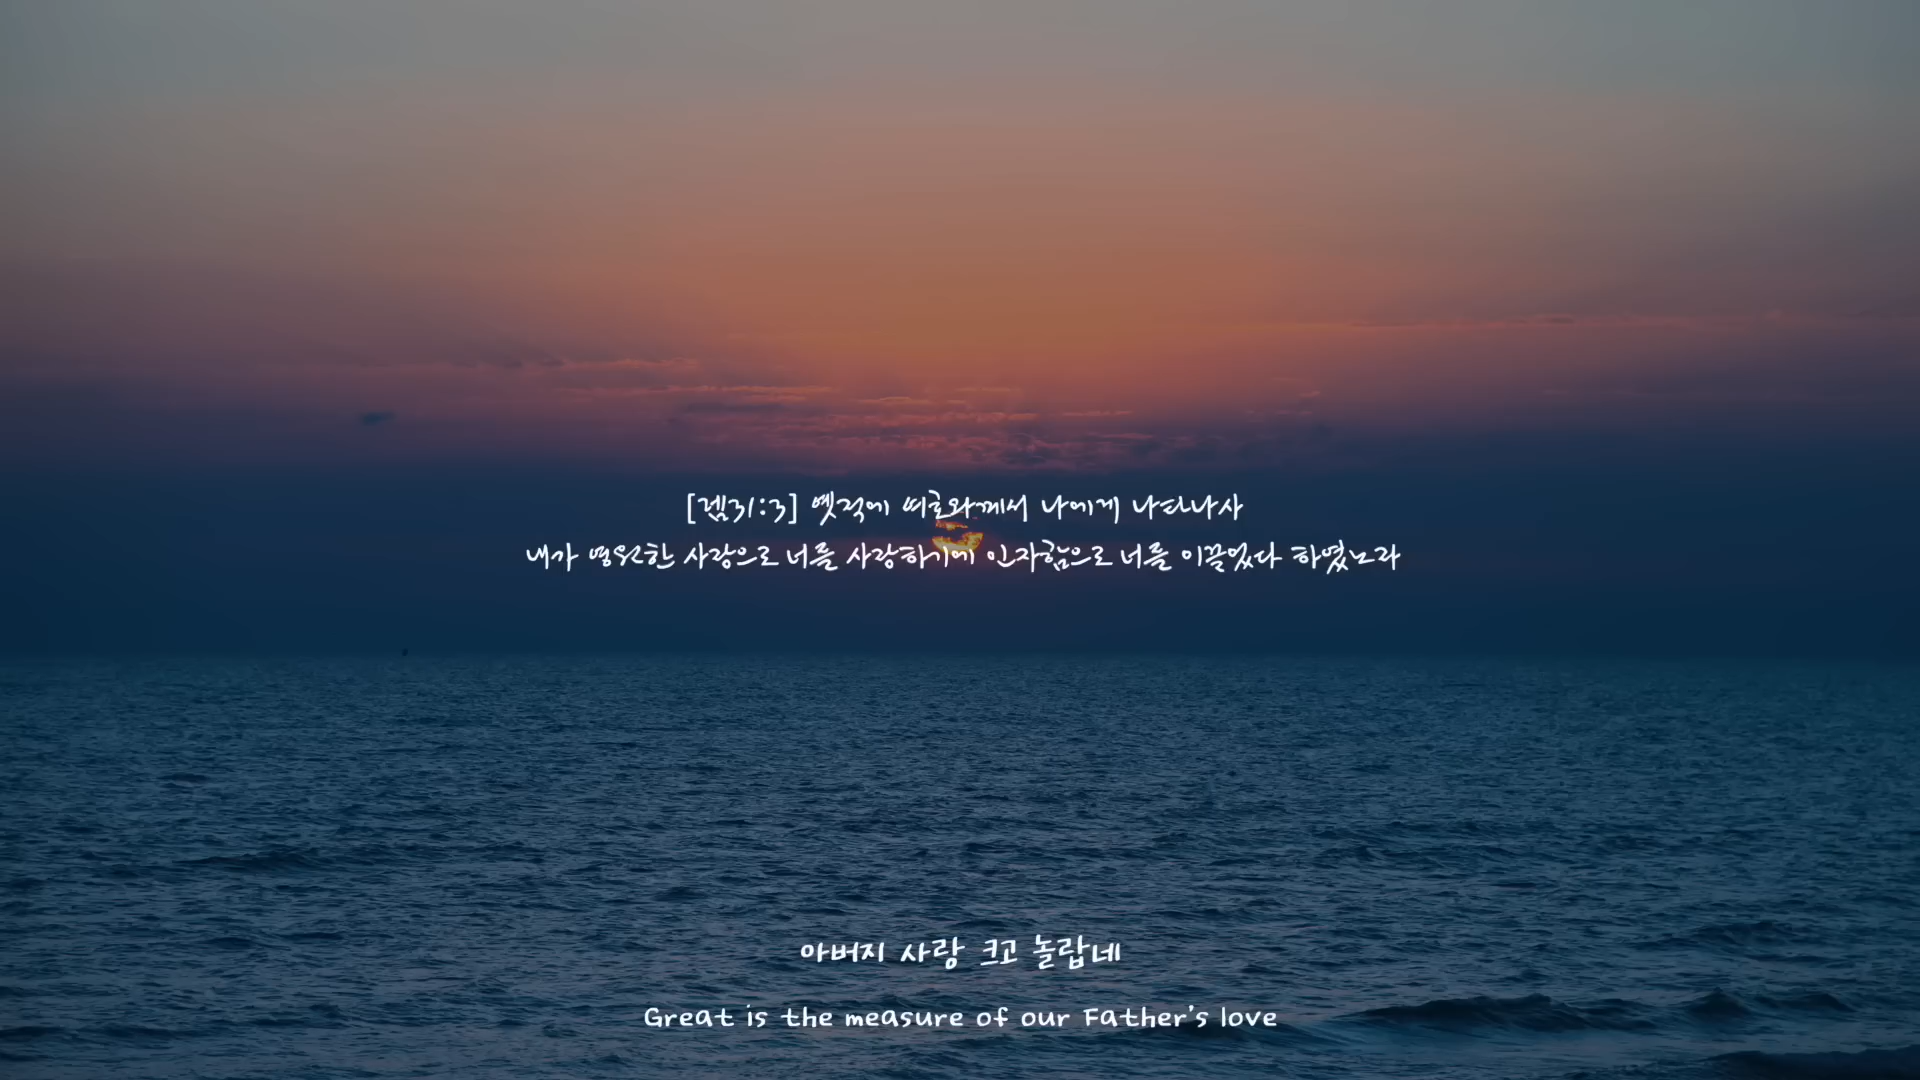 [렘31:3] 옛적에 여호와께서 나에게 나타나사
내가 영원한 사랑으로 너를 사랑하기에 인자함으로 너를 이끌었다 하였노라
아버지 사랑 크고 놀랍네
Great is the measure of our Father's love